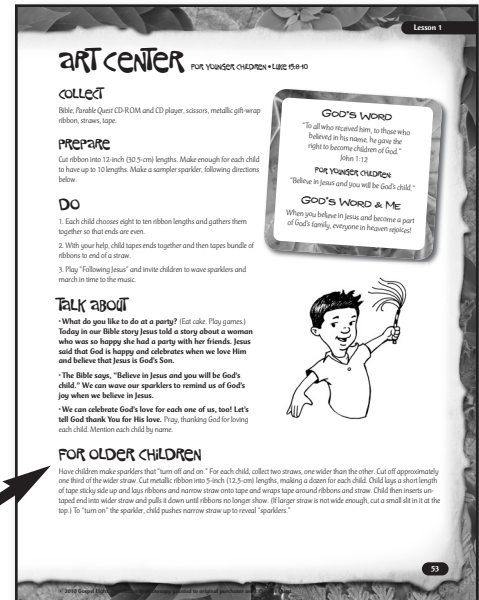 Lesson 1
ART CENTER FOR YOUNGER CHILDREN • LUKE 15:8-10
COLLECT
Bible, Parable Quest CD-ROM and CD player, scissors, metallic gift-wrap
ribbon, straws, tape.
PREPARE
Cut ribbon into 12-inch (30.5-cm) lengths. Make enough for each child
to have up to 10 lengths. Make a sampler sparkler, following directions
below.
DO
1. Each child chooses eight to ten ribbon lengths and gathers them
together so that ends are even.
2. With your help, child tapes ends together and then tapes bundle of
ribbons to end of a straw.
3. Play "Following Jesus" and invite children to wave sparklers and
march in time to the music.
TALK ABOUT
• What do you like to do at a party? (Eat cake. Play games.)
Today in our Bible story Jesus told a story about a woman
who was so happy she had a party with her friends. Jesus
said that God is happy and celebrates when we love Him
and believe that Jesus is God's Son.
• The Bible says, "Believe in Jesus and you will be God's
child." We can wave our sparklers to remind us of God's
joy when we believe in Jesus.
• We can celebrate God's love for each one of us, too! Let's
tell God thank You for His love. Pray, thanking God for loving
each child. Mention each child by name.
GOD'S WORD
"To all who received him, to those who
believed in his name, he gave the
right to become children of God."
John 1:12
FOR YOUNGER CHILDREN:
"Believe in Jesus and you will be God's child."
GOD'S WORD & ME
When you believe in Jesus and become a part
of God's family, everyone in heaven rejoices!
FOR OLDER CHILDREN
Have children make sparklers that "turn off and on." For each child, collect two straws, one wider than the other. Cut off approximately
one third of the wider straw. Cut metallic ribbon into 5-inch (12.5-cm) lengths, making a dozen for each child. Child lays a short length
of tape sticky side up and lays ribbons and narrow straw onto tape and wraps tape around ribbons and straw. Child then inserts un-
taped end into wider straw and pulls it down until ribbons no longer show. (If larger straw is not wide enough, cut a small slit in it at the
top.) To "turn on" the sparkler, child pushes narrow straw up to reveal "sparklers."
53
© 2010 Gospel Light. to original purchaser only.